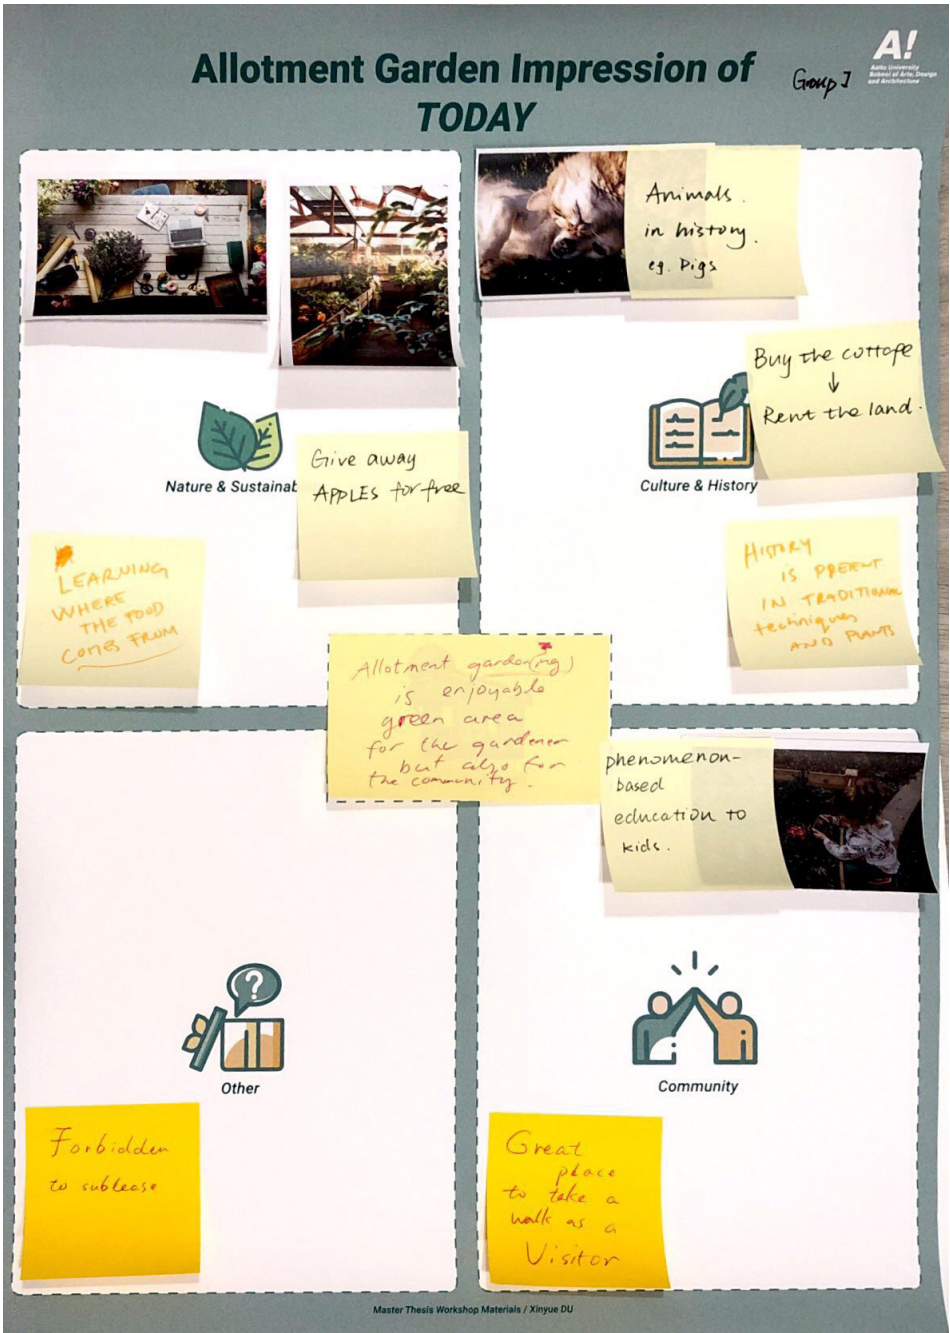 Allotment Garden Impression of
TODAY
Group I
A!
Aalto University
School of Arts, Design
and Architecture
Animals.
in history.
eg. Pigs
Buy the cottage
↓
Rent the land.
Nature & Sustainab
Give away
APPLES for free
Culture & History
LEARNING
WHERE
THE FOOD
COMES FROM
HISTORY
IS PREENT
IN TRADITIONAL
techniques
AND PLANTS
Allotment garden(ing)
is enjoyable
green area
for the gardener
but also for
the community.
phenomenon-
based
education to
kids.
Other
Community
Forbidden
to sublease
Great
place
to take a
walk as a
Visitor
Master Thesis Workshop Materials / Xinyue DU